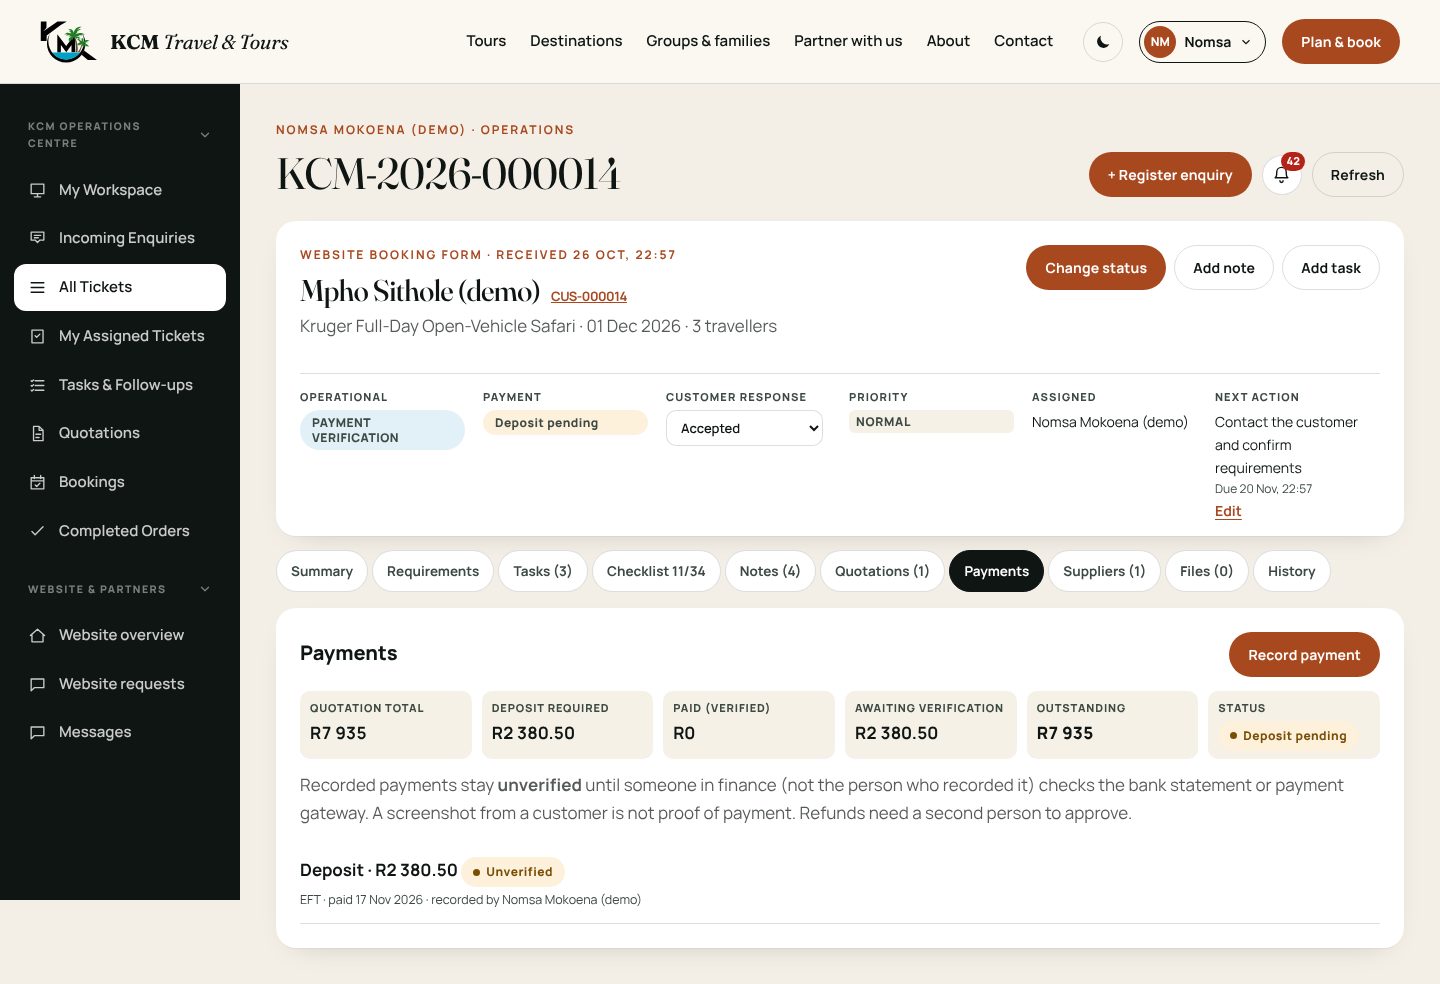 KCM Travel & Tours
Tours
Destinations
Groups & families
Partner with us
About
Contact
NM
Nomsa
Plan & book
KCM OPERATIONS
CENTRE
My Workspace
Incoming Enquiries
All Tickets
My Assigned Tickets
Tasks & Follow-ups
Quotations
Bookings
Completed Orders
WEBSITE & PARTNERS
Website overview
Website requests
Messages
NOMSA MOKOENA (DEMO) · OPERATIONS
KCM-2026-000014
+ Register enquiry
42
Refresh
WEBSITE BOOKING FORM · RECEIVED 26 OCT, 22:57
Mpho Sithole (demo) CUS-000014
Kruger Full-Day Open-Vehicle Safari · 01 Dec 2026 · 3 travellers
Change status
Add note
Add task
OPERATIONAL
PAYMENT
VERIFICATION
PAYMENT
Deposit pending
CUSTOMER RESPONSE
Accepted
PRIORITY
NORMAL
ASSIGNED
Nomsa Mokoena (demo)
NEXT ACTION
Contact the customer
and confirm
requirements
Due 20 Nov, 22:57
Edit
Summary
Requirements
Tasks (3)
Checklist 11/34
Notes (4)
Quotations (1)
Payments
Suppliers (1)
Files (0)
History
Payments
Record payment
QUOTATION TOTAL
R7 935
DEPOSIT REQUIRED
R2 380.50
PAID (VERIFIED)
R0
AWAITING VERIFICATION
R2 380.50
OUTSTANDING
R7 935
STATUS
Deposit pending
Recorded payments stay unverified until someone in finance (not the person who recorded it) checks the bank statement or payment
gateway. A screenshot from a customer is not proof of payment. Refunds need a second person to approve.
Deposit · R2 380.50 Unverified
EFT · paid 17 Nov 2026 · recorded by Nomsa Mokoena (demo)